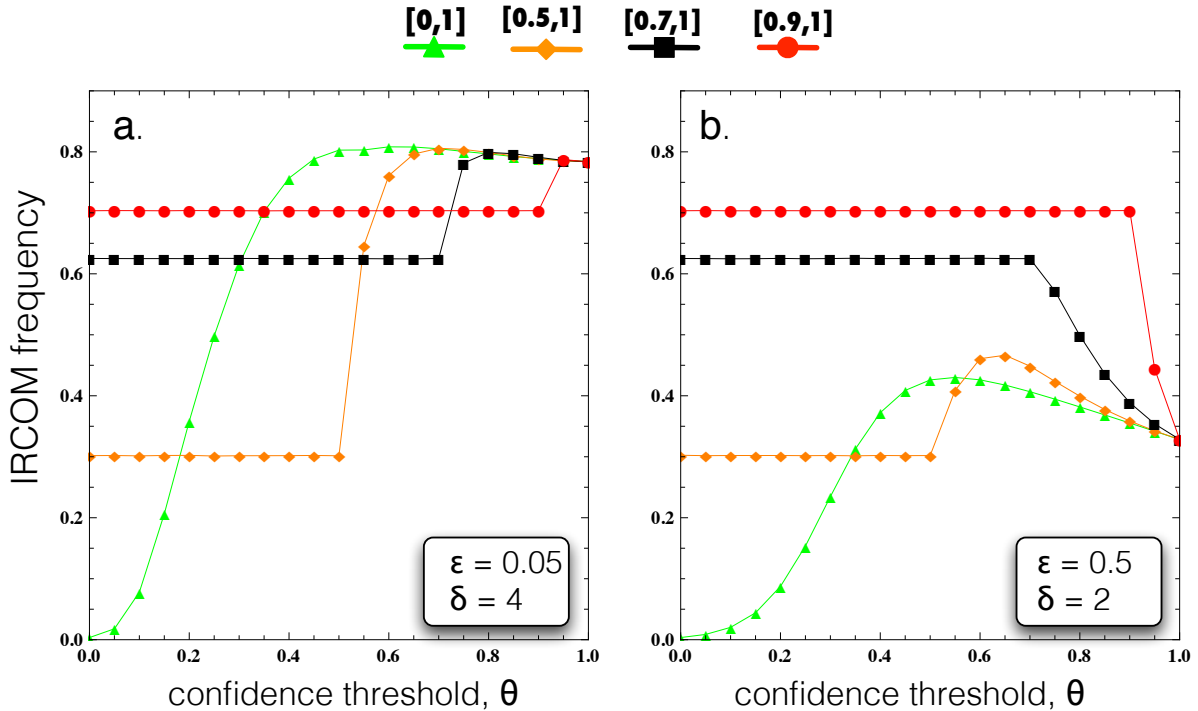 [0,1] [0.5,1] [0.7,1] [0.9,1]
a.
b.
IRCOM frequency
0.8
0.6
0.4
0.2
0.0
0.8
0.6
0.4
0.2
0.0
ε = 0.05
δ = 4
ε = 0.5
δ = 2
0.0 0.2 0.4 0.6 0.8 1.0
0.0 0.2 0.4 0.6 0.8 1.0
confidence threshold, θ
confidence threshold, θ